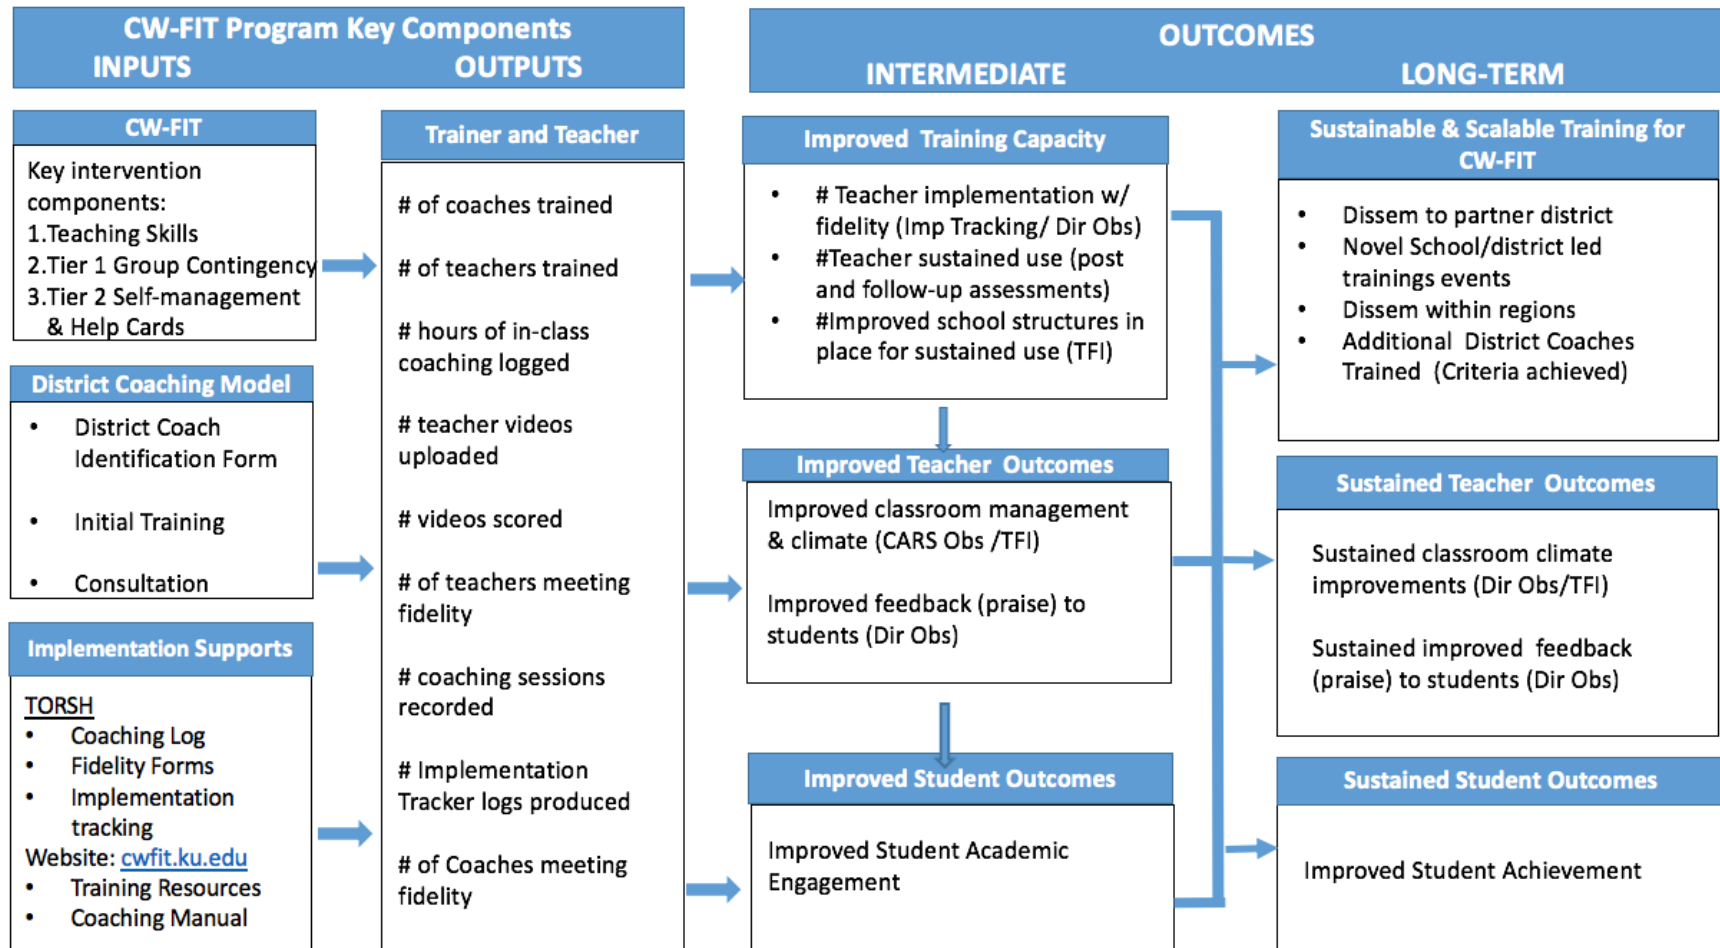 CW-FIT Program Key Components
INPUTS
OUTPUTS
OUTCOMES
INTERMEDIATE
LONG-TERM
CW-FIT
Key intervention
components:
1.Teaching Skills
2.Tier 1 Group Contingency
3.Tier 2 Self-management
& Help Cards
District Coaching Model
• District Coach
Identification Form
• Initial Training
• Consultation
Implementation Supports
TORSH
• Coaching Log
• Fidelity Forms
• Implementation
tracking
Website: cwfit.ku.edu
• Training Resources
• Coaching Manual
Trainer and Teacher
# of coaches trained
# of teachers trained
# hours of in-class
coaching logged
# teacher videos
uploaded
# videos scored
# of teachers meeting
fidelity
# coaching sessions
recorded
# Implementation
Tracker logs produced
# of Coaches meeting
fidelity
Improved Training Capacity
• # Teacher implementation w/
fidelity (Imp Tracking/ Dir Obs)
• #Teacher sustained use (post
and follow-up assessments)
• #Improved school structures in
place for sustained use (TFI)
Improved Teacher Outcomes
Improved classroom management
& climate (CARS Obs /TFI)
Improved feedback (praise) to
students (Dir Obs)
Improved Student Outcomes
Improved Student Academic
Engagement
Sustainable & Scalable Training for
CW-FIT
• Dissem to partner district
• Novel School/district led
trainings events
• Dissem within regions
• Additional District Coaches
Trained (Criteria achieved)
Sustained Teacher Outcomes
Sustained classroom climate
improvements (Dir Obs/TFI)
Sustained improved feedback
(praise) to students (Dir Obs)
Sustained Student Outcomes
Improved Student Achievement